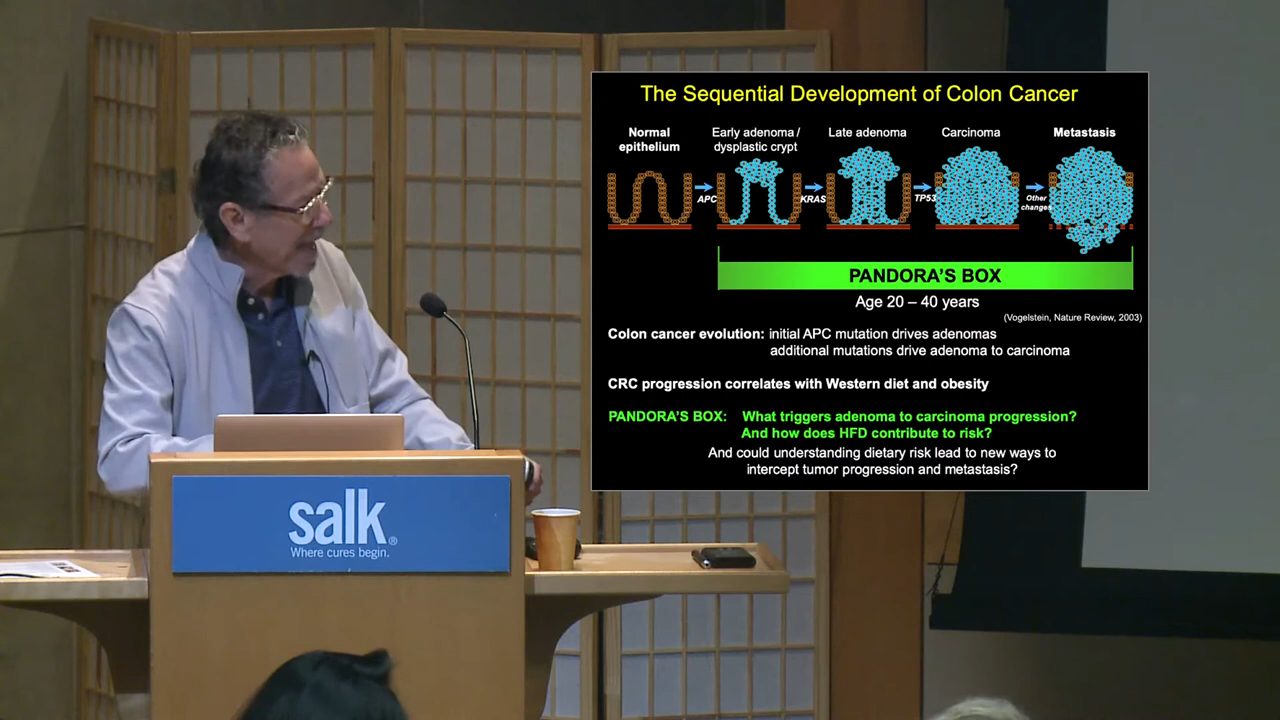 The Sequential Development of Colon Cancer
Normal
epithelium
Early adenoma /
dysplastic crypt
Late adenoma
Carcinoma
Metastasis
APC
KRAS
TP53
Other
changes
PANDORA'S BOX
Age 20 – 40 years
(Vogelstein, Nature Review, 2003)
Colon cancer evolution: initial APC mutation drives adenomas
additional mutations drive adenoma to carcinoma
CRC progression correlates with Western diet and obesity
PANDORA'S BOX: What triggers adenoma to carcinoma progression?
And how does HFD contribute to risk?
And could understanding dietary risk lead to new ways to
intercept tumor progression and metastasis?
salk®
Where cures begin.